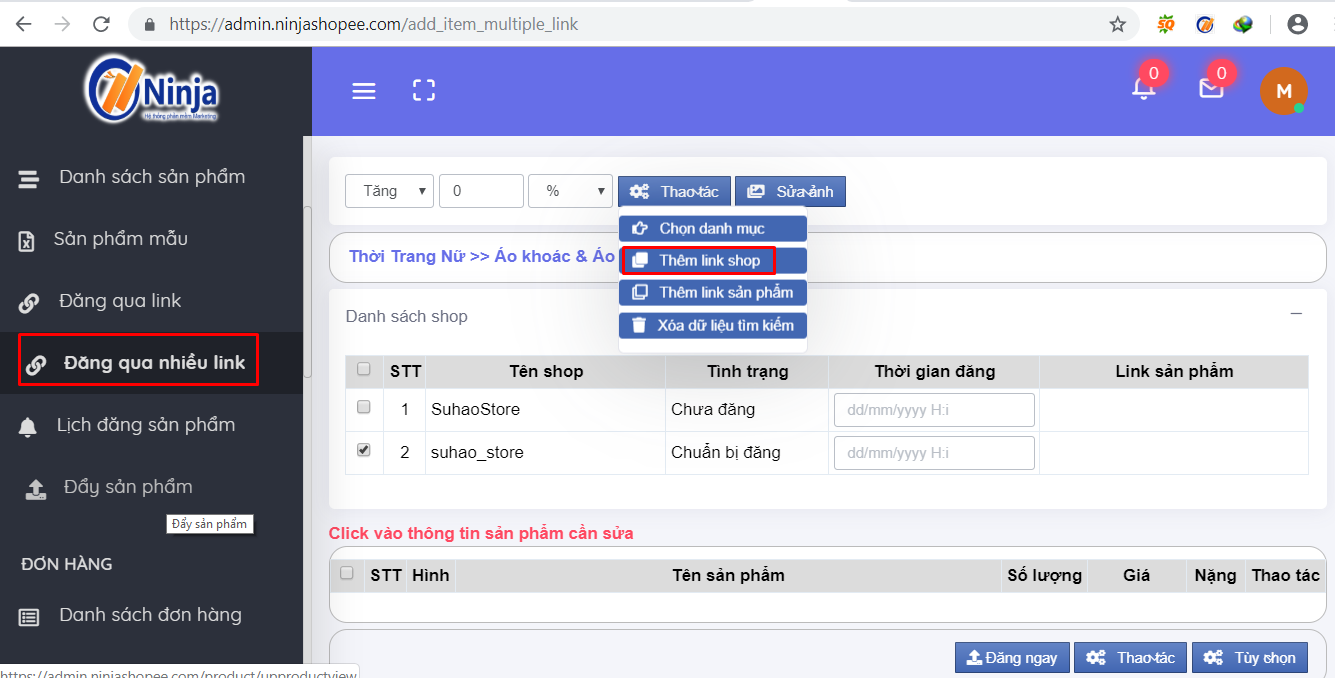 https://admin.ninjashopee.com/add_item_multiple_link
Ninja
Hệ thống phần mềm Marketing
0
0
M
Danh sách sản phẩm
Sản phẩm mẫu
Đăng qua link
Đăng qua nhiều link
Lịch đăng sản phẩm
Đẩy sản phẩm
Đẩy sản phẩm
ĐƠN HÀNG
Danh sách đơn hàng
https://admin.ninjashopee.com/product/upproductview
Tăng 0 % Thao tác Sửa ảnh
Chọn danh mục
Thêm link shop
Thêm link sản phẩm
Xóa dữ liệu tìm kiếm
Thời Trang Nữ >> Áo khoác & Áo
Danh sách shop
STT Tên shop Tình trạng Thời gian đăng Link sản phẩm
1 SuhaoStore Chưa đăng dd/mm/yyyy H:i
2 suhao_store Chuẩn bị đăng dd/mm/yyyy H:i
Click vào thông tin sản phẩm cần sửa
STT Hình Tên sản phẩm Số lượng Giá Nặng Thao tác
Đăng ngay Thao tác Tùy chọn